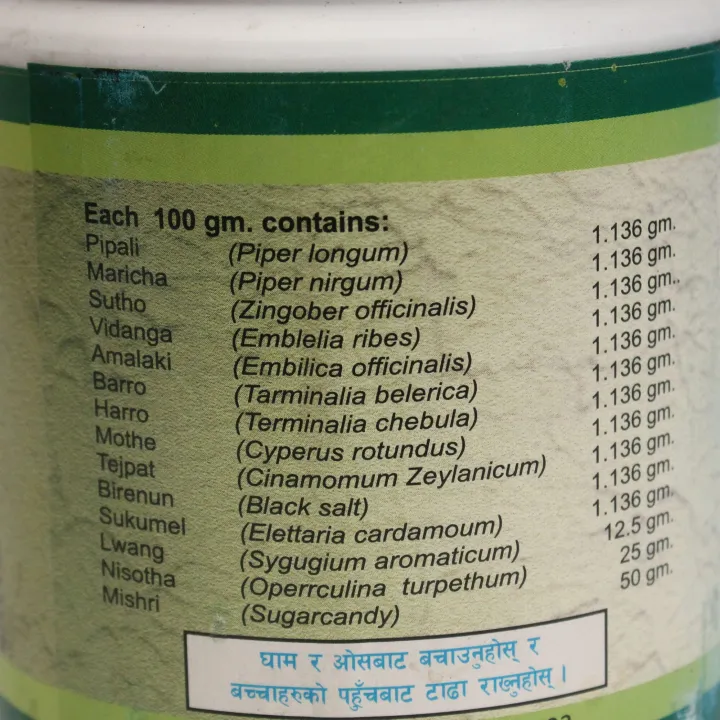 Each 100 gm. contains:
Pipali (Piper longum) 1.136 gm.
Maricha (Piper nirgum) 1.136 gm.
Sutho (Zingober officinalis) 1.136 gm..
Vidanga (Emblelia ribes) 1.136 gm.
Amalaki (Embilica officinalis) 1.136 gm.
Barro (Tarminalia belerica) 1.136 gm.
Harro (Terminalia chebula) 1.136 gm.
Mothe (Cyperus rotundus) 1.136 gm.
Tejpat (Cinamomum Zeylanicum) 1.136 gm.
Birenun (Black salt) 1.136 gm.
Sukumel (Elettaria cardamoum) 1.136 gm.
Lwang (Sygugium aromaticum) 12.5 gm.
Nisotha (Operrculina turpethum) 25 gm.
Mishri (Sugarcandy) 50 gm.
घाम र ओसबाट बचाउनुहोस् र
बच्चाहरुको पहुँचबाट टाढा राख्नुहोस् ।